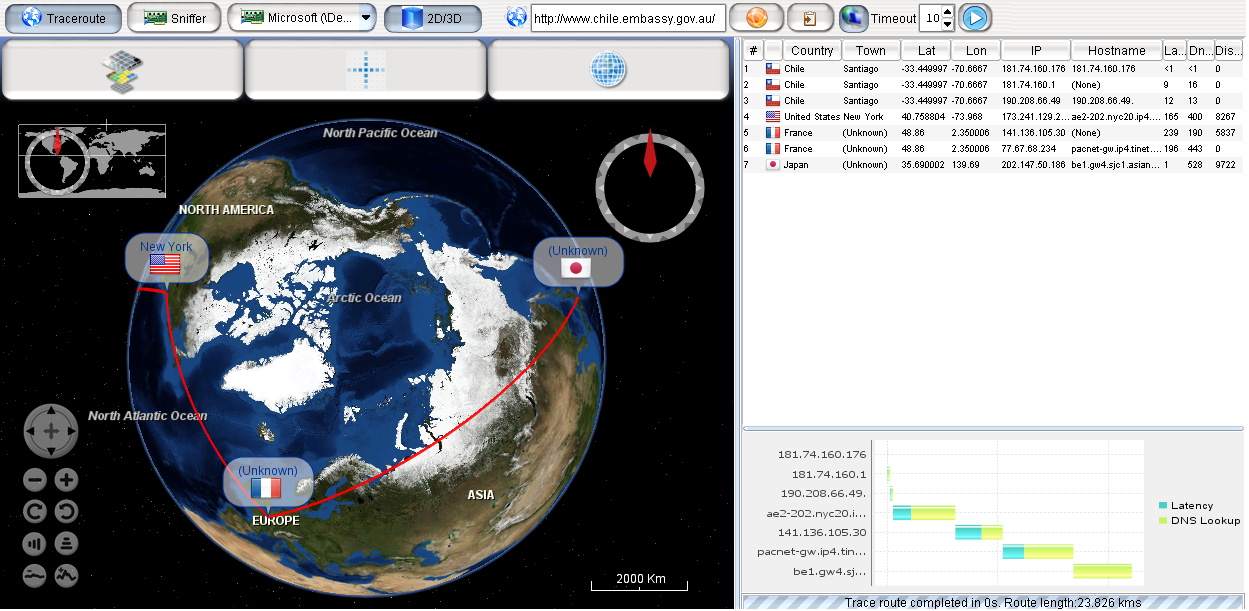 Traceroute Sniffer Microsoft (\De... 2D/3D http://www.chile.embassy.gov.au/ Timeout 10
North Pacific Ocean
NORTH AMERICA
New York
(Unknown)
Arctic Ocean
North Atlantic Ocean
(Unknown)
ASIA
EUROPE
2000 Km
# Country Town Lat Lon IP Hostname La... Dn... Dis...
1 Chile Santiago -33.449997 -70.6667 181.74.160.176 181.74.160.176 <1 <1 0
2 Chile Santiago -33.449997 -70.6667 181.74.160.1 (None) 9 16 0
3 Chile Santiago -33.449997 -70.6667 190.208.66.49 190.208.66.49. 12 13 0
4 United States New York 40.758804 -73.968 173.241.129.2... ae2-202.nyc20.ip4.... 165 400 8267
5 France (Unknown) 48.86 2.350006 141.136.105.30 (None) 239 190 5837
6 France (Unknown) 48.86 2.350006 77.67.68.234 pacnet-gw.ip4.tinet.... 196 443 0
7 Japan (Unknown) 35.690002 139.69 202.147.50.186 be1.gw4.sjc1.asian... 1 528 9722
181.74.160.176
181.74.160.1
190.208.66.49.
ae2-202.nyc20.i...
141.136.105.30
pacnet-gw.ip4.tin...
be1.gw4.sj...
Latency
DNS Lookup
Trace route completed in 0s. Route length:23.826 kms